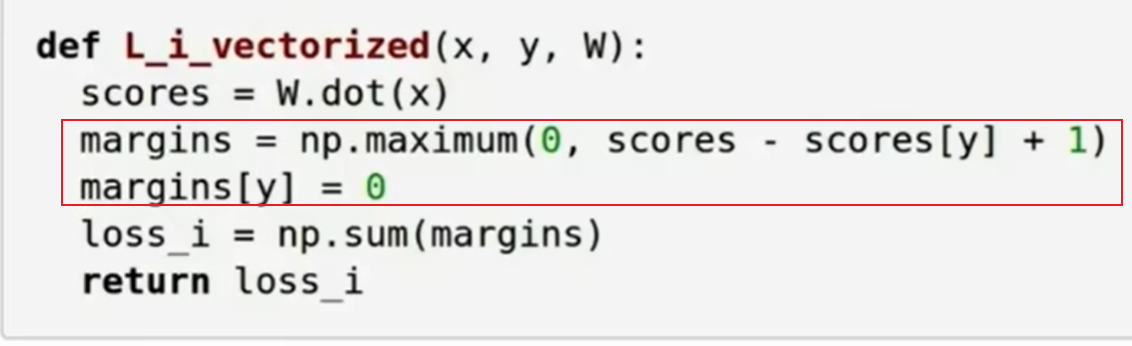 def L_i_vectorized(x, y, W):
  scores = W.dot(x)
  margins = np.maximum(0, scores - scores[y] + 1)
  margins[y] = 0
  loss_i = np.sum(margins)
  return loss_i